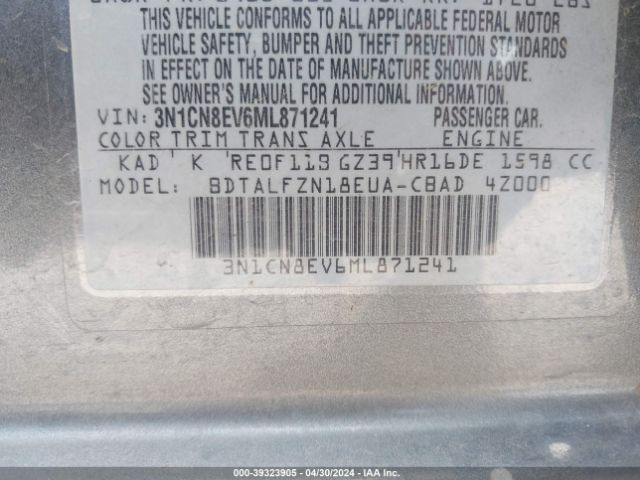 THIS VEHICLE CONFORMS TO ALL APPLICABLE FEDERAL MOTOR
VEHICLE SAFETY, BUMPER AND THEFT PREVENTION STANDARDS
IN EFFECT ON THE DATE OF MANUFACTURE SHOWN ABOVE.
SEE OWNER'S MANUAL FOR ADDITIONAL INFORMATION.
VIN: 3N1CN8EV6ML871241 PASSENGER CAR.
COLOR TRIM TRANS AXLE ENGINE
KAD K RE0F11S GZ39 HR16DE 1598 CC
MODEL: BDTALFZN18EUA-CBAD 4Z000
3N1CN8EV6ML871241
000-39323905 / 04/30/2024 / IAA Inc.